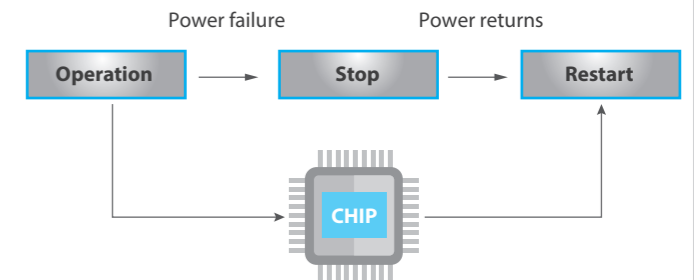 Power failure
Power returns
Operation
Stop
Restart
CHIP